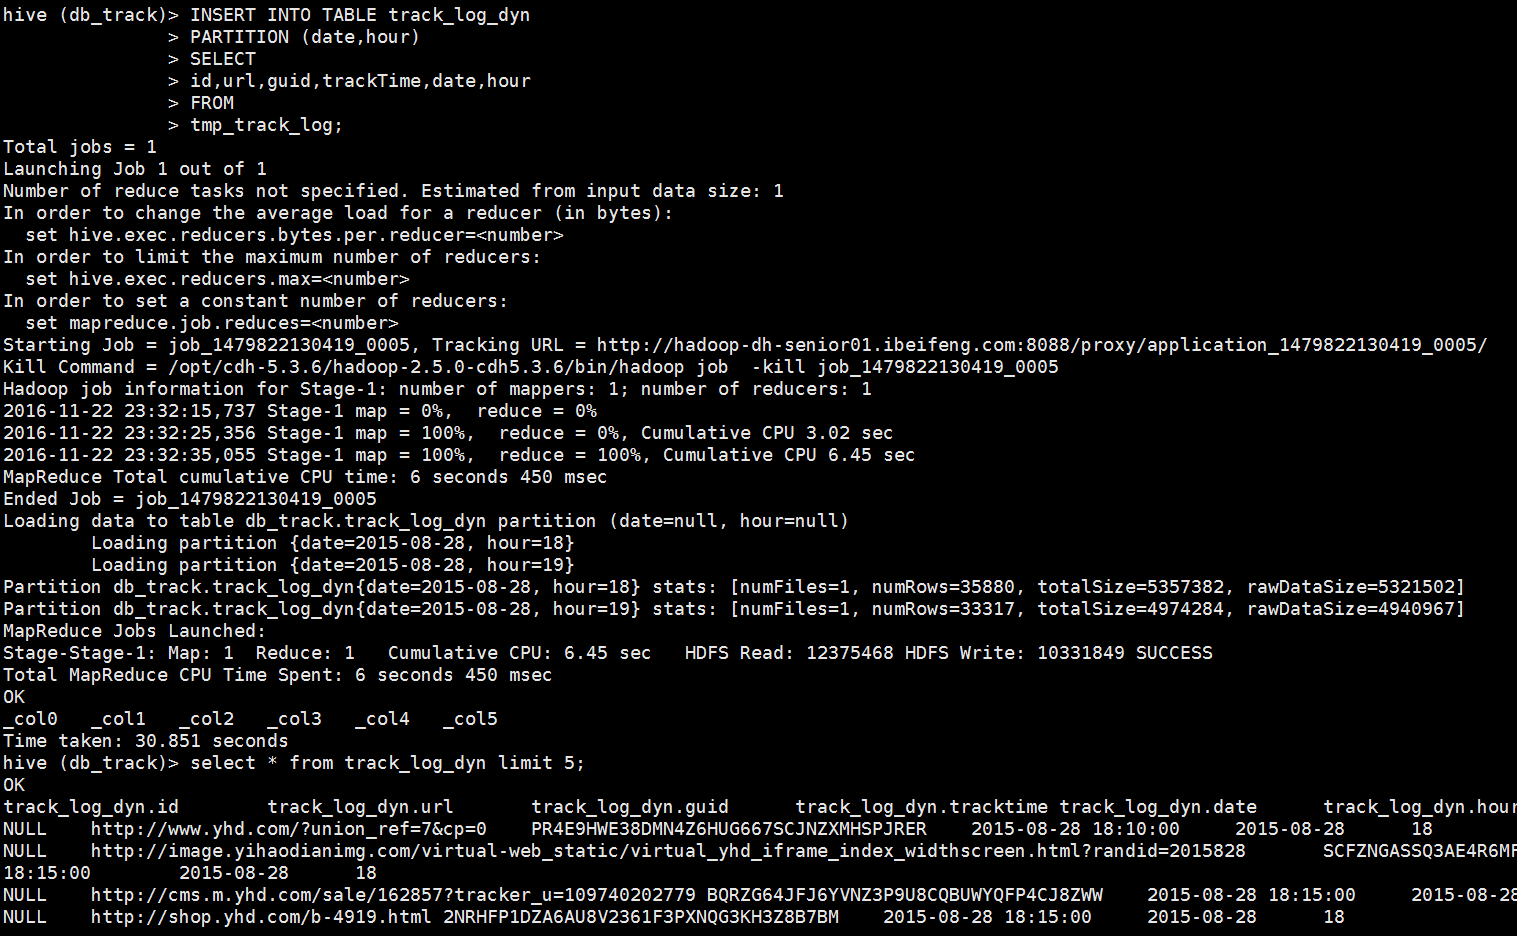 hive (db_track)> INSERT INTO TABLE track_log_dyn
               > PARTITION (date,hour)
               > SELECT
               > id,url,guid,trackTime,date,hour
               > FROM
               > tmp_track_log;
Total jobs = 1
Launching Job 1 out of 1
Number of reduce tasks not specified. Estimated from input data size: 1
In order to change the average load for a reducer (in bytes):
  set hive.exec.reducers.bytes.per.reducer=<number>
In order to limit the maximum number of reducers:
  set hive.exec.reducers.max=<number>
In order to set a constant number of reducers:
  set mapreduce.job.reduces=<number>
Starting Job = job_1479822130419_0005, Tracking URL = http://hadoop-dh-senior01.ibeifeng.com:8088/proxy/application_1479822130419_0005/
Kill Command = /opt/cdh-5.3.6/hadoop-2.5.0-cdh5.3.6/bin/hadoop job  -kill job_1479822130419_0005
Hadoop job information for Stage-1: number of mappers: 1; number of reducers: 1
2016-11-22 23:32:15,737 Stage-1 map = 0%,  reduce = 0%
2016-11-22 23:32:25,356 Stage-1 map = 100%,  reduce = 0%, Cumulative CPU 3.02 sec
2016-11-22 23:32:35,055 Stage-1 map = 100%,  reduce = 100%, Cumulative CPU 6.45 sec
MapReduce Total cumulative CPU time: 6 seconds 450 msec
Ended Job = job_1479822130419_0005
Loading data to table db_track.track_log_dyn partition (date=null, hour=null)
        Loading partition {date=2015-08-28, hour=18}
        Loading partition {date=2015-08-28, hour=19}
Partition db_track.track_log_dyn{date=2015-08-28, hour=18} stats: [numFiles=1, numRows=35880, totalSize=5357382, rawDataSize=5321502]
Partition db_track.track_log_dyn{date=2015-08-28, hour=19} stats: [numFiles=1, numRows=33317, totalSize=4974284, rawDataSize=4940967]
MapReduce Jobs Launched:
Stage-Stage-1: Map: 1  Reduce: 1   Cumulative CPU: 6.45 sec   HDFS Read: 12375468 HDFS Write: 10331849 SUCCESS
Total MapReduce CPU Time Spent: 6 seconds 450 msec
OK
_col0   _col1   _col2   _col3   _col4   _col5
Time taken: 30.851 seconds
hive (db_track)> select * from track_log_dyn limit 5;
OK
track_log_dyn.id        track_log_dyn.url       track_log_dyn.guid      track_log_dyn.tracktime track_log_dyn.date      track_log_dyn.hour
NULL    http://www.yhd.com/?union_ref=7&cp=0    PR4E9HWE38DMN4Z6HUG667SCJNZXMHSPJRER    2015-08-28 18:10:00     2015-08-28      18
NULL    http://image.yihaodianimg.com/virtual-web_static/virtual_yhd_iframe_index_widthscreen.html?randid=2015828       SCFZNGASSQ3AE4R6MF
18:15:00        2015-08-28      18
NULL    http://cms.m.yhd.com/sale/162857?tracker_u=109740202779 BQRZG64JFJ6YVNZ3P9U8CQBUWYQFP4CJ8ZWW    2015-08-28 18:15:00     2015-08-28
NULL    http://shop.yhd.com/b-4919.html 2NRHFP1DZA6AU8V2361F3PXNQG3KH3Z8B7BM    2015-08-28 18:15:00     2015-08-28      18